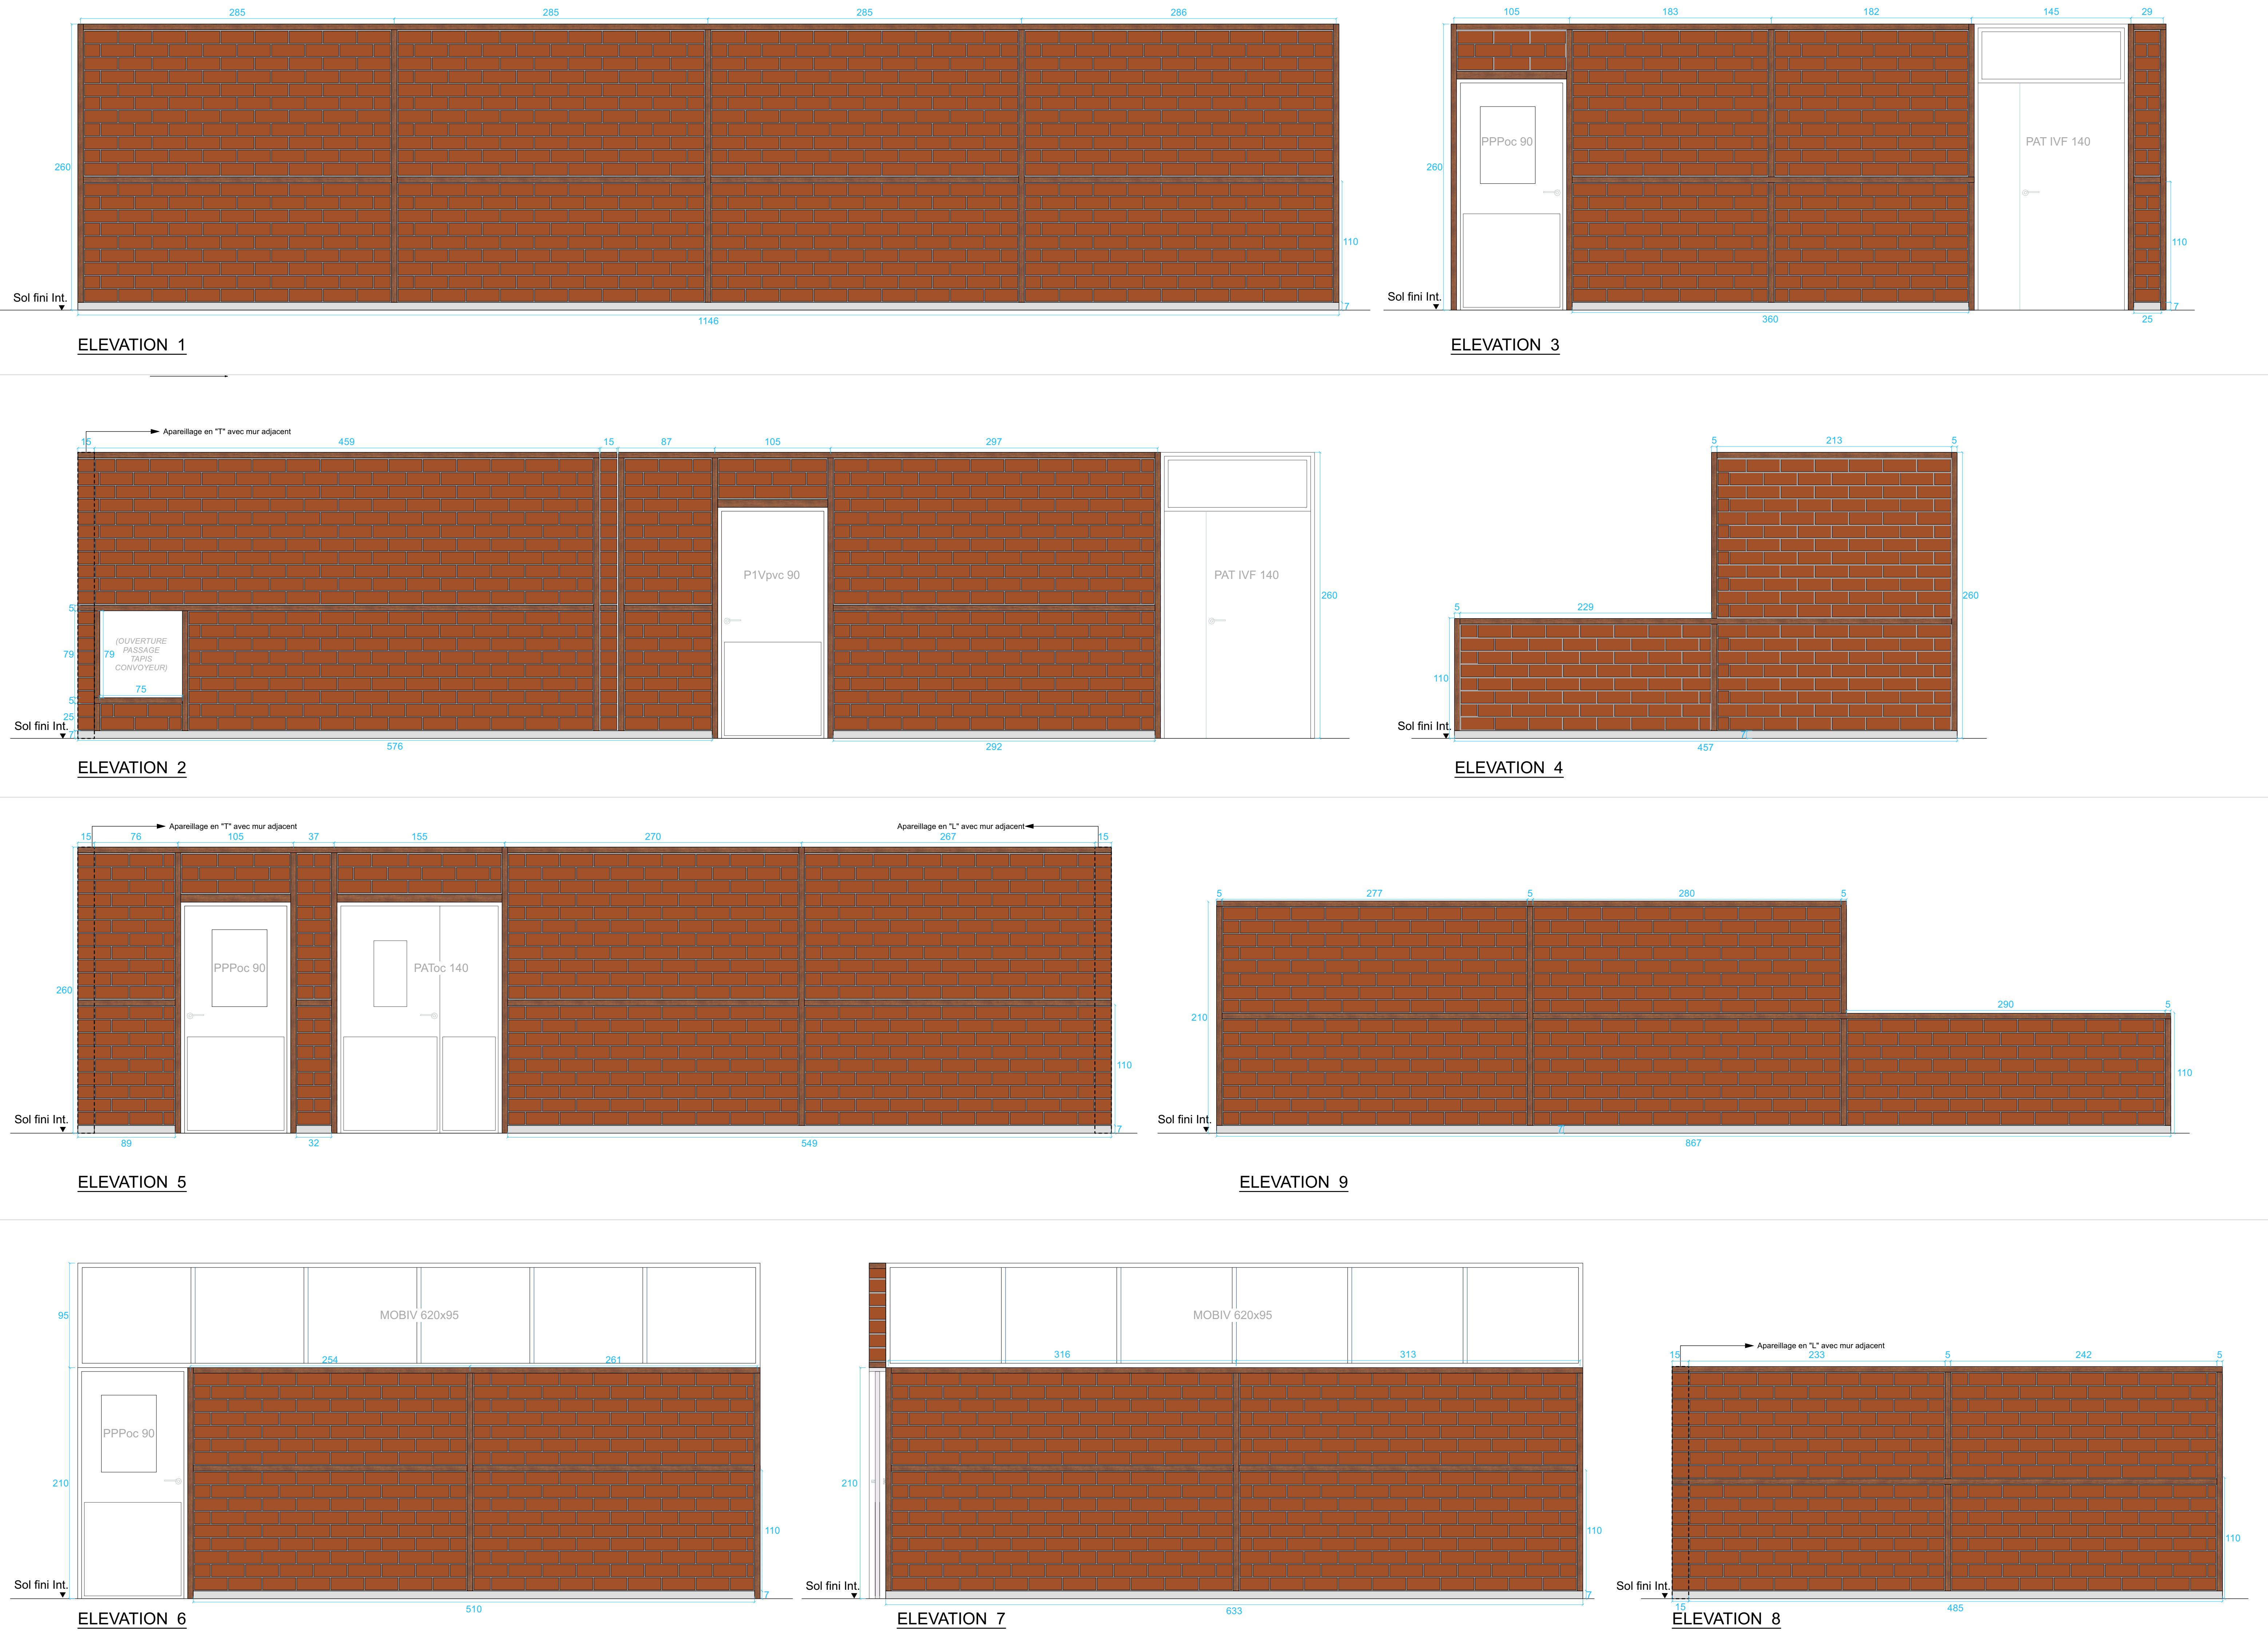 285 285 285 286
260
110
Sol fini Int.
7
1146
ELEVATION 1
105 183 182 145 29
PPPoc 90
PAT IVF 140
260
110
Sol fini Int.
7
360
25
ELEVATION 3
Apareillage en "T" avec mur adjacent
15 459 15 87 105 297
P1Vpvc 90
PAT IVF 140
260
5
(OUVERTURE
PASSAGE
TAPIS
CONVOYEUR)
79 79
75
5
25
Sol fini Int.
7
576
292
ELEVATION 2
5 213 5
260
5 229
110
Sol fini Int.
7
457
ELEVATION 4
Apareillage en "T" avec mur adjacent
Apareillage en "L" avec mur adjacent
15 76 105 37 155 270 267 15
PPPoc 90
PAToc 140
260
110
Sol fini Int.
7
89
32
549
ELEVATION 5
5 277 5 280 5
290 5
210
110
Sol fini Int.
7
867
ELEVATION 9
95
MOBIV 620x95
254 261
PPPoc 90
210
110
Sol fini Int.
7
510
ELEVATION 6
MOBIV 620x95
316 313
210
110
Sol fini Int.
7
633
ELEVATION 7
Apareillage en "L" avec mur adjacent
15 233 5 242 5
110
Sol fini Int.
15
485
ELEVATION 8